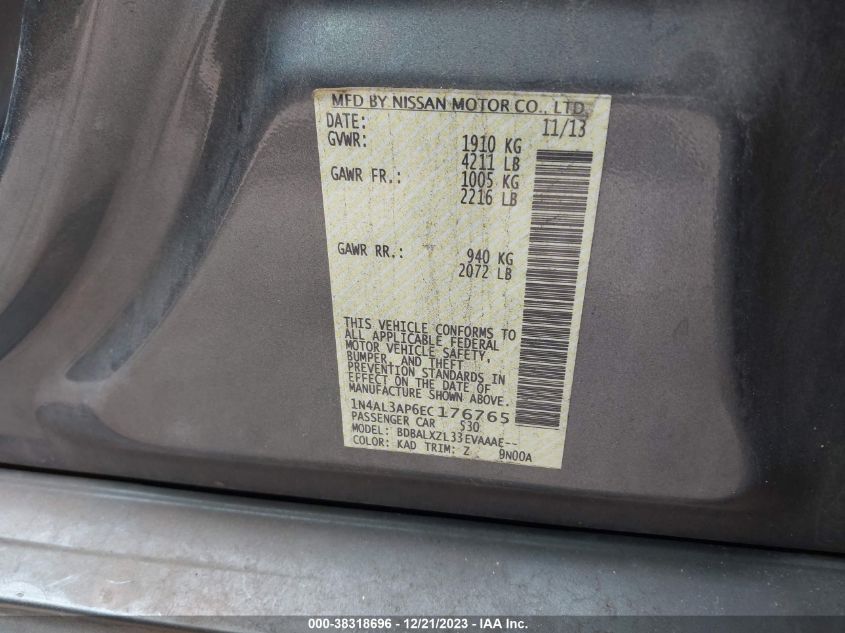 MFD BY NISSAN MOTOR CO., LTD.
DATE: 11/13
GVWR: 1910 KG
4211 LB
GAWR FR.: 1005 KG
2216 LB
GAWR RR.: 940 KG
2072 LB
THIS VEHICLE CONFORMS TO
ALL APPLICABLE FEDERAL
MOTOR VEHICLE SAFETY,
BUMPER, AND THEFT
PREVENTION STANDARDS IN
EFFECT ON THE DATE OF
MANUFACTURE SHOWN ABOVE.
1N4AL3AP6EC176765
PASSENGER CAR 530
MODEL: BDBALXZL33EVAAAE--
COLOR: KAD TRIM: Z 9N00A
000-38318696 - 12/21/2023 - IAA Inc.